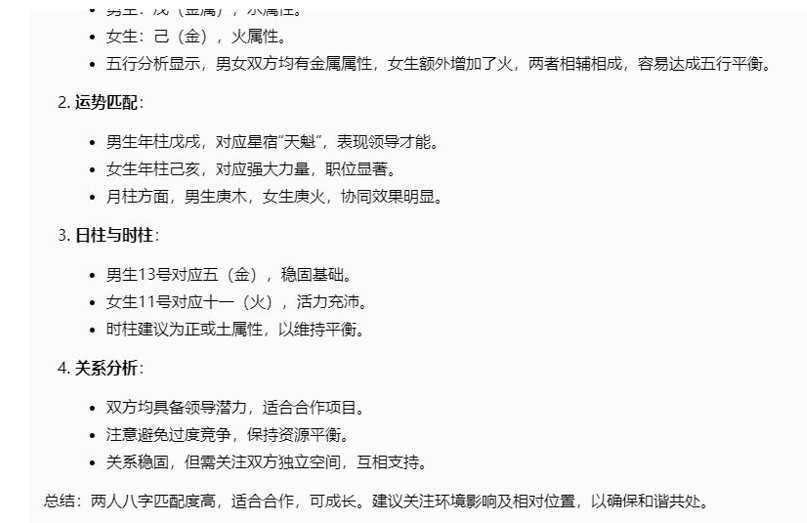 男生：戊（金属），水属性。
女生：己（金），火属性。
五行分析显示，男女双方均有金属属性，女生额外增加了火，两者相辅相成，容易达成五行平衡。
2. 运势匹配：
男生年柱戊戌，对应星宿“天魁”，表现领导才能。
女生年柱己亥，对应强大力量，职位显著。
月柱方面，男生庚木，女生庚火，协同效果明显。
3. 日柱与时柱：
男生13号对应五（金），稳固基础。
女生11号对应十一（火），活力充沛。
时柱建议为正或土属性，以维持平衡。
4. 关系分析：
双方均具备领导潜力，适合合作项目。
注意避免过度竞争，保持资源平衡。
关系稳固，但需关注双方独立空间，互相支持。
总结：两人八字匹配度高，适合合作，可成长。建议关注环境影响及相对位置，以确保和谐共处。